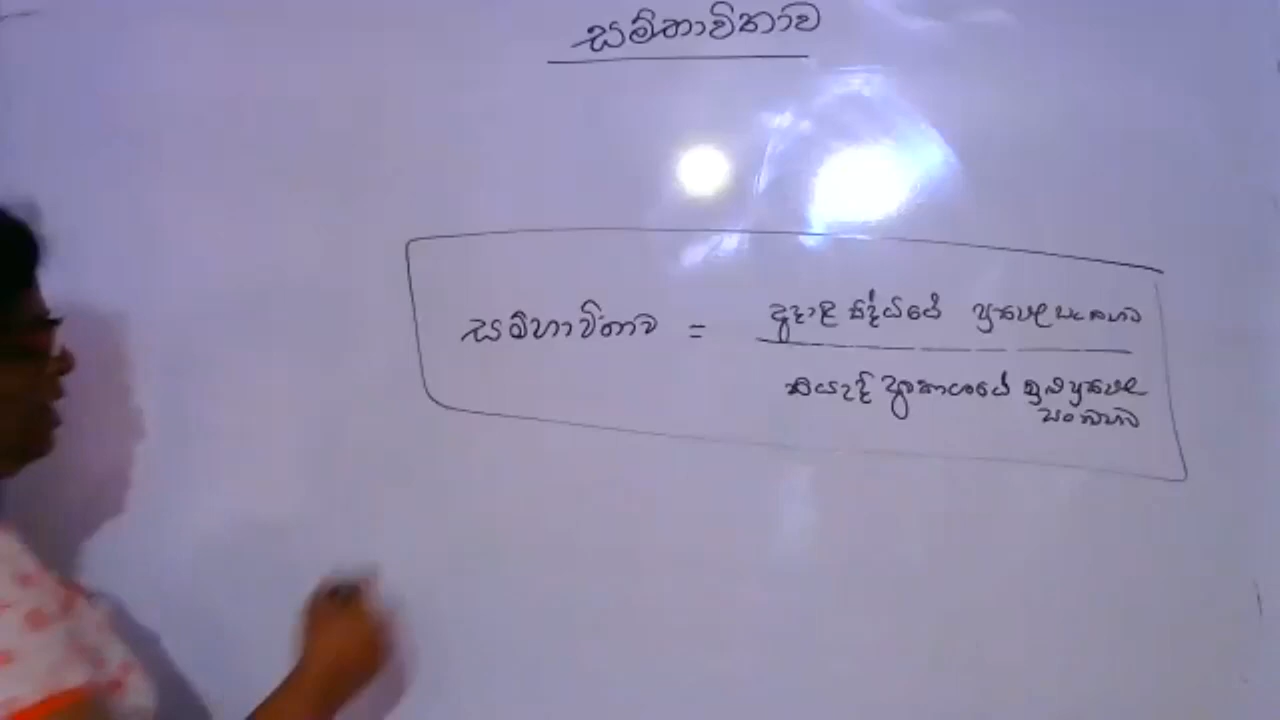 සම්භාවිතාව
සම්භාවිතාව = අදාළ සිද්ධියේ ප්‍රතිඵල සංඛ්‍යාව
නියැදි අවකාශයේ මුළු ප්‍රතිඵල
සංඛ්‍යාව